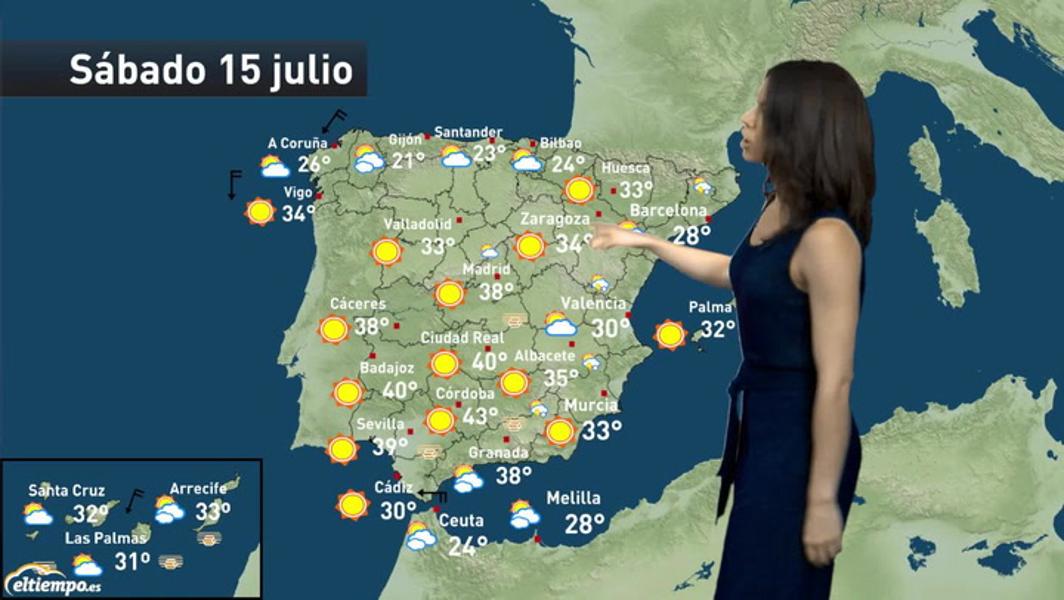 Sábado 15 julio
A Coruña
26°
Gijón
21°
Santander
23°
Bilbao
24°
Huesca
33°
Vigo
34°
Valladolid
33°
Zaragoza
34°
Barcelona
28°
Madrid
38°
Cáceres
38°
Valencia
30°
Palma
32°
Ciudad Real
40°
Albacete
35°
Badajoz
40°
Córdoba
43°
Murcia
33°
Sevilla
39°
Granada
38°
Cádiz
30°
Ceuta
24°
Melilla
28°
Santa Cruz
32°
Arrecife
33°
Las Palmas
31°
eltiempo.es